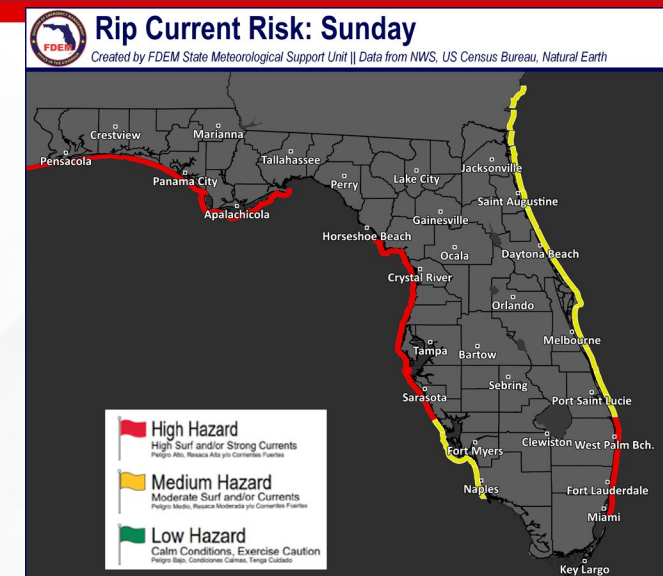 FDEM
Rip Current Risk: Sunday
Created by FDEM State Meteorological Support Unit || Data from NWS, US Census Bureau, Natural Earth
Crestview
Marianna
Pensacola
Tallahassee
Jacksonville
Panama City
Perry
Lake City
Saint Augustine
Apalachicola
Gainesville
Horseshoe Beach
Ocala
Daytona Beach
Crystal River
Orlando
Melbourne
Tampa
Bartow
Sebring
Sarasota
Port Saint Lucie
Fort Myers
Clewiston
West Palm Bch.
Naples
Fort Lauderdale
Miami
Key Largo
High Hazard
High Surf and/or Strong Currents
Peligro Alto, Resaca Alta y/o Corrientes Fuertes
Medium Hazard
Moderate Surf and/or Currents
Peligro Medio, Resaca Moderada y/o Corrientes Fuertes
Low Hazard
Calm Conditions, Exercise Caution
Peligro Bajo, Condiciones Calmas, Tenga Cuidado